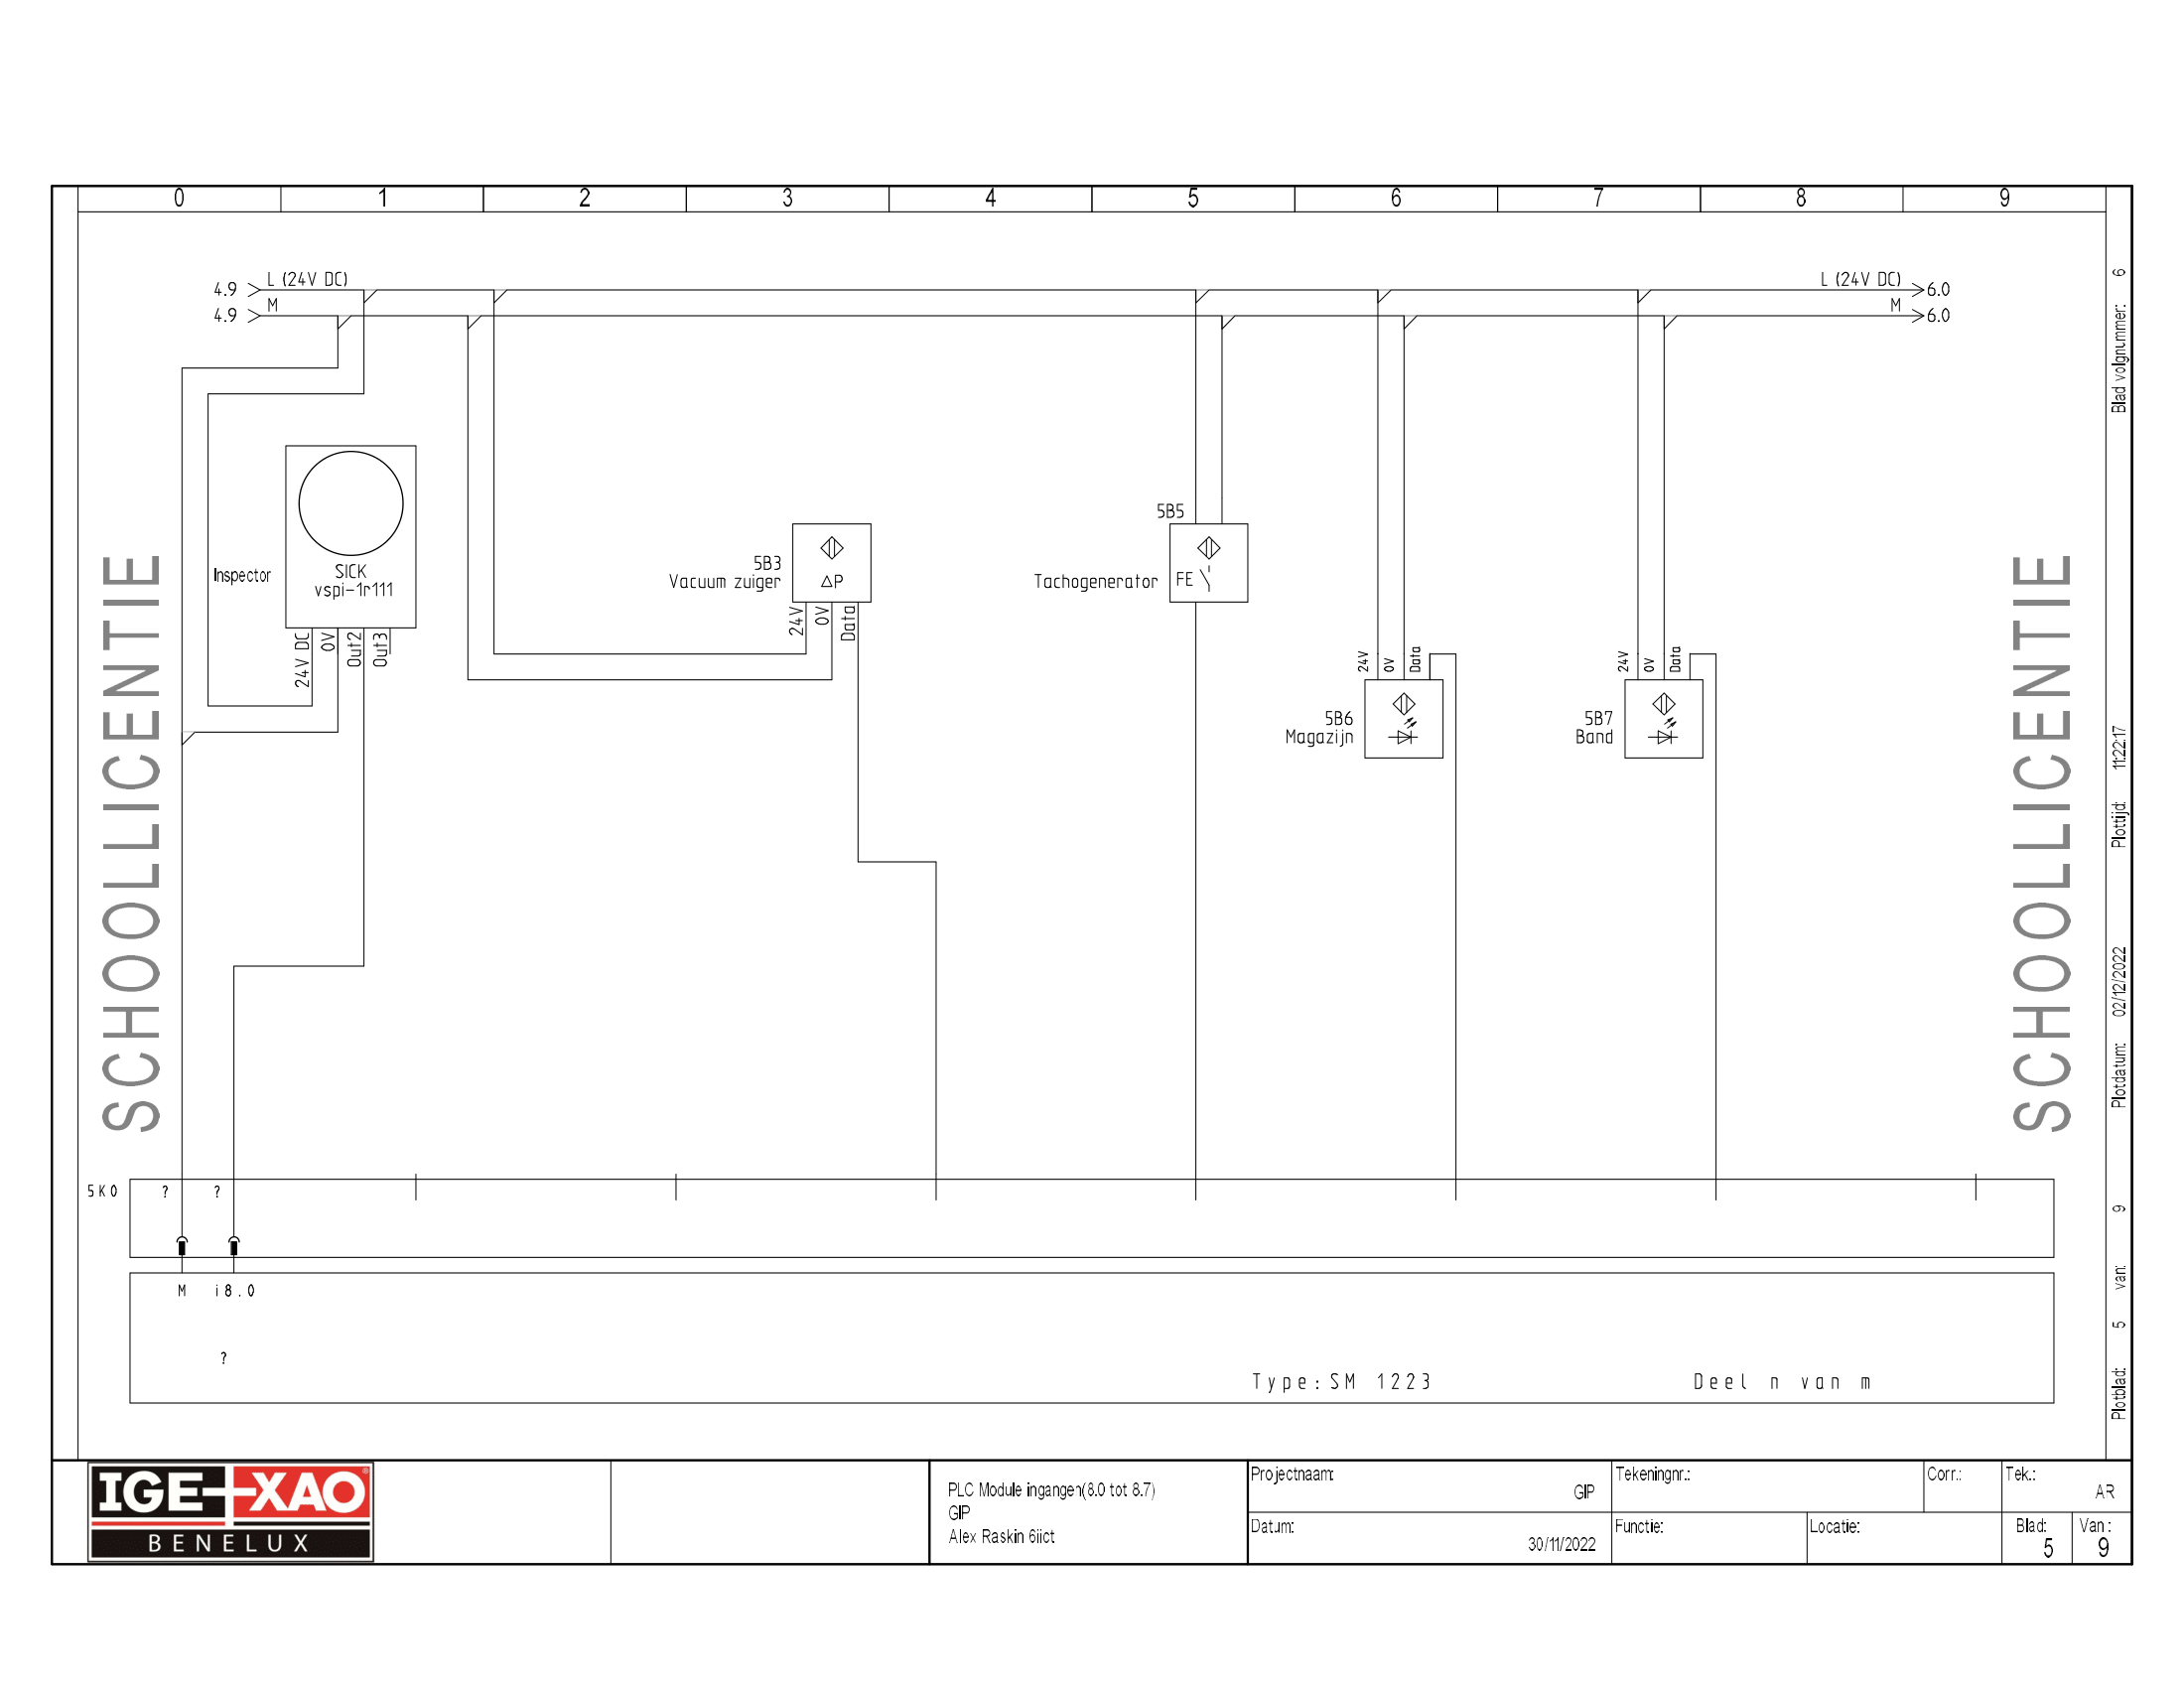 0 1 2 3 4 5 6 7 8 9
4.9 L (24V DC) L (24V DC) 6.0
4.9 M M 6.0
Inspector
SICK
vspi-1r111
24V DC 0V Out2 Out3
5B3
Vacuum zuiger
△P
24V 0V Data
5B5
Tachogenerator
FE
24V 0V Data
5B6
Magazijn
24V 0V Data
5B7
Band
SCHOOLLICENTIE
SCHOOLLICENTIE
5K0 ? ?
M i8.0
?
Type:SM 1223 Deel n van m
Blad volgnummer: 6
Plottijd: 11:22:17
Plotdatum: 02/12/2022
Plotblad: 5 van: 9
IGE+XAO®
BENELUX
PLC Module ingangen(8.0 tot 8.7)
GIP
Alex Raskin 6iict
Projectnaam:
GIP
Datum:
30/11/2022
Tekeningnr.:
Corr.:
Tek.:
AR
Functie:
Locatie:
Blad:
5
Van :
9